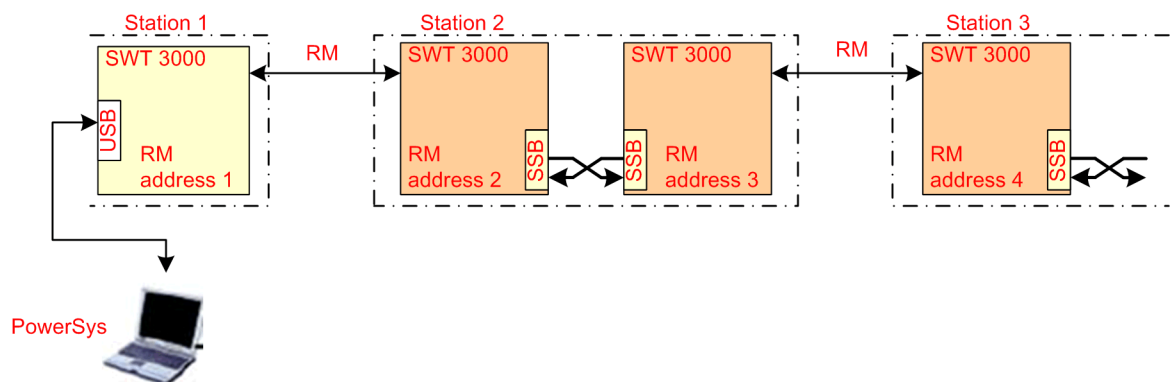 Station 1
Station 2
Station 3
SWT 3000
RM
SWT 3000
SWT 3000
RM
SWT 3000
USB
RM
address 1
RM
address 2
SSB
SSB
RM
address 3
RM
address 4
SSB
PowerSys